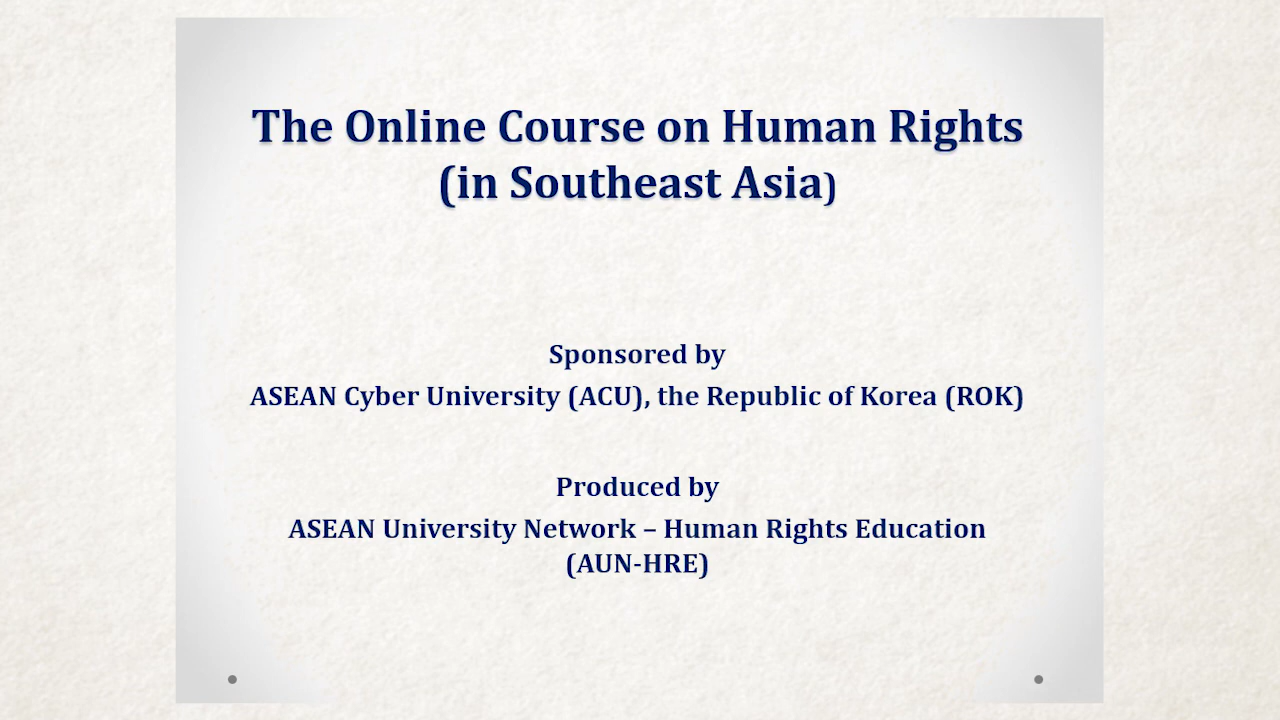 The Online Course on Human Rights
(in Southeast Asia)
Sponsored by
ASEAN Cyber University (ACU), the Republic of Korea (ROK)
Produced by
ASEAN University Network – Human Rights Education
(AUN-HRE)